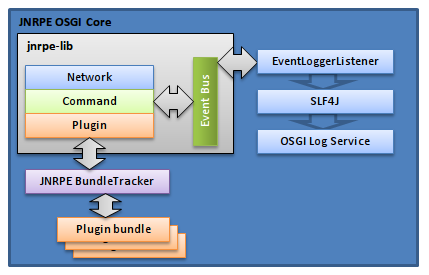 JNRPE OSGI Core
jnrpe-lib
Network
Command
Plugin
Event Bus
EventLoggerListener
SLF4J
OSGI Log Service
JNRPE BundleTracker
Plugin bundle